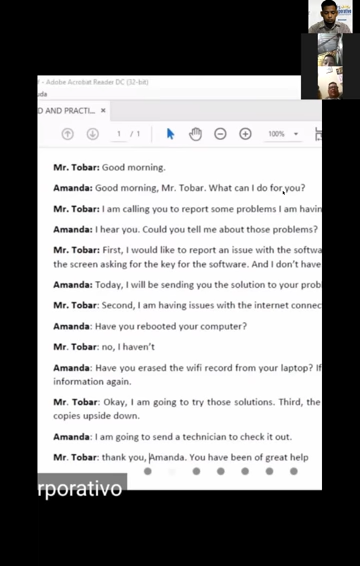 - Adobe Acrobat Reader DC (32-bit)
uda
D AND PRACTI... ×
1 / 1
100%
Mr. Tobar: Good morning.
Amanda: Good morning, Mr. Tobar. What can I do for you?
Mr. Tobar: I am calling you to report some problems I am havin
Amanda: I hear you. Could you tell me about those problems?
Mr. Tobar: First, I would like to report an issue with the softwa
the screen asking for the key for the software. And I don't have
Amanda: Today, I will be sending you the solution to your prob
Mr. Tobar: Second, I am having issues with the internet connec
Amanda: Have you rebooted your computer?
Mr. Tobar: no, I haven't
Amanda: Have you erased the wifi record from your laptop? If
information again.
Mr. Tobar: Okay, I am going to try those solutions. Third, the
copies upside down.
Amanda: I am going to send a technician to check it out.
Mr. Tobar: thank you, Amanda. You have been of great help
rporativo